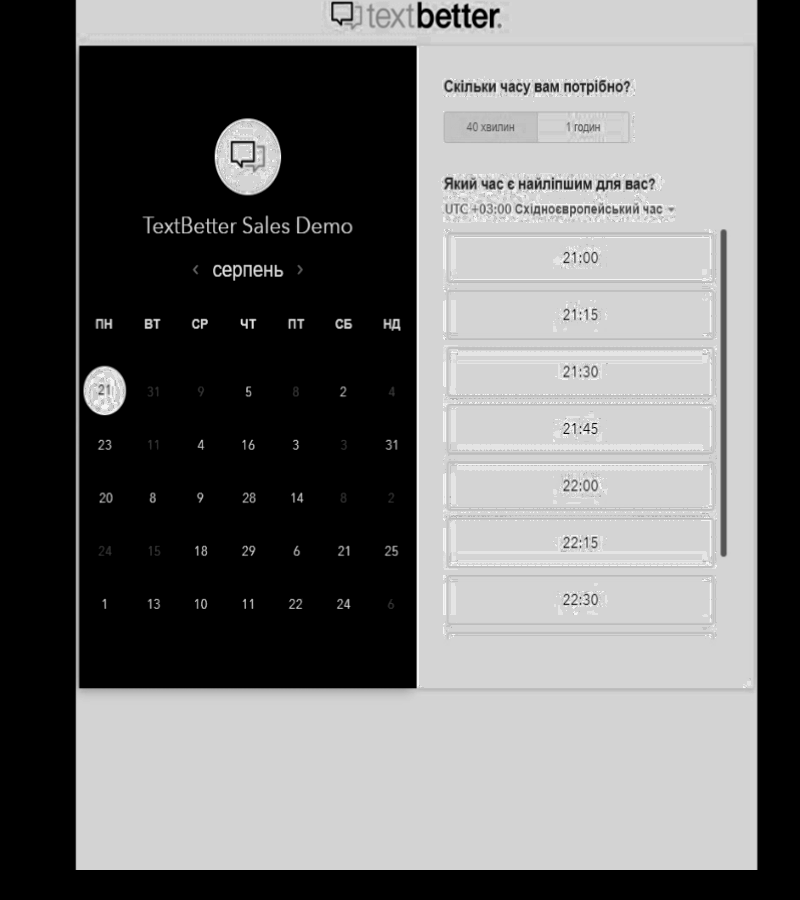 textbetter.
TextBetter Sales Demo
серпень
ПН ВТ СР ЧТ ПТ СБ НД
21 31 9 5 8 2 4
23 11 4 16 3 3 31
20 8 9 28 14 8 2
24 15 18 29 6 21 25
1 13 10 11 22 24 6
Скільки часу вам потрібно?
40 хвилин 1 годин
Який час є найліпшим для вас?
UTC +03:00 Східноєвропейський час
21:00
21:15
21:30
21:45
22:00
22:15
22:30